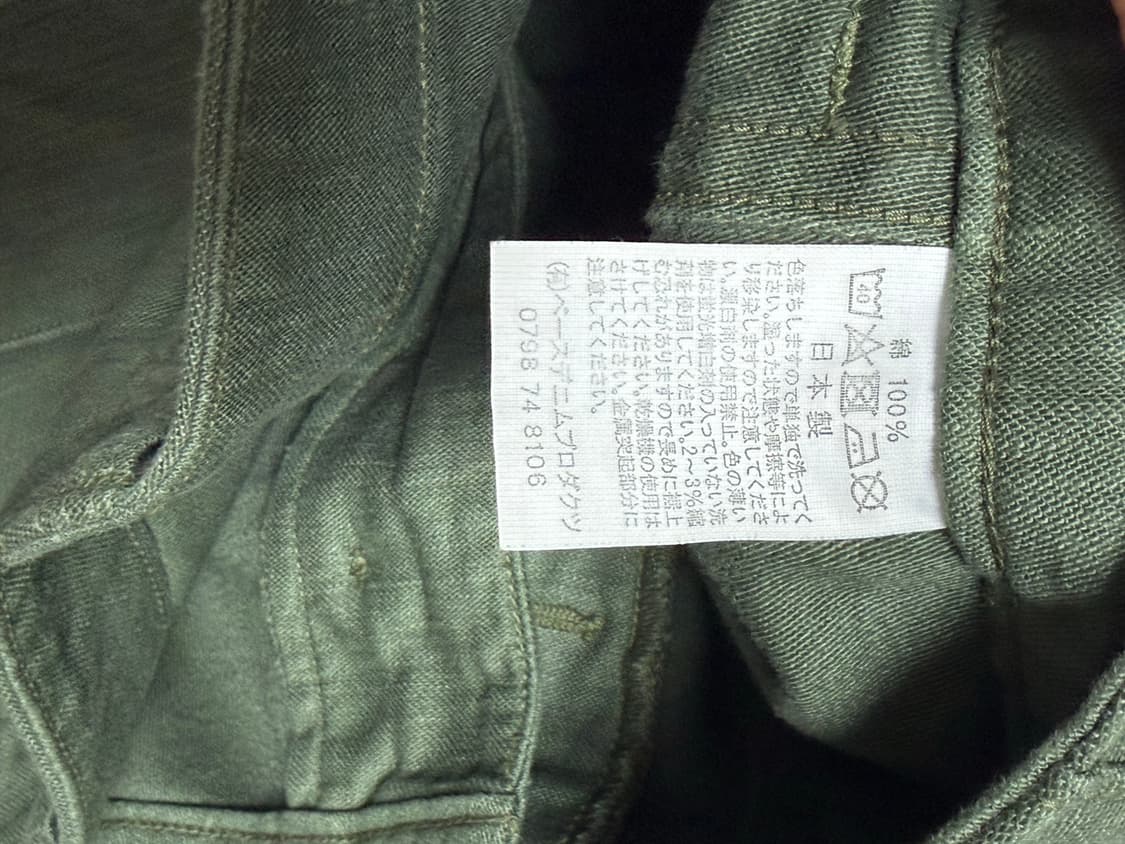 綿 100%
40
日本製
色落ちしますので単独で洗ってく
ださい。湿った状態や摩擦等によ
り移染しますので注意してくださ
い。漂白剤の使用禁止。色の薄い
物は蛍光増白剤の入っていない洗
剤を使用してください。2〜3%縮
む恐れがありますので長めに裾上
げしてください。乾燥機の使用は
さけてください。金属突起部分に
注意してください。
(有)ベースデニムプロダクツ
0798 74 8106